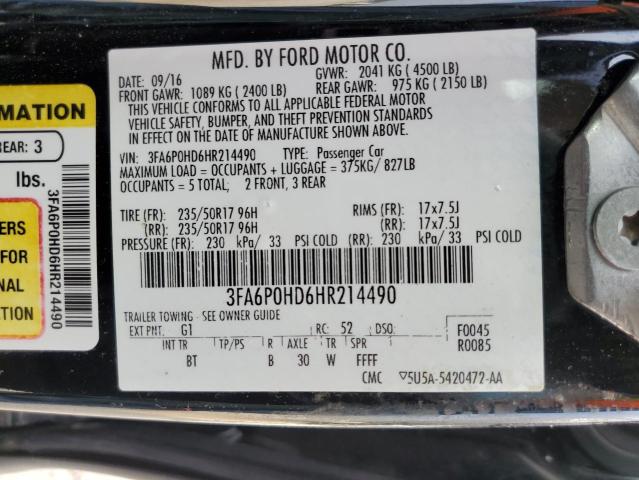 MFD. BY FORD MOTOR CO.
DATE: 09/16 GVWR: 2041 KG ( 4500 LB)
FRONT GAWR: 1089 KG ( 2400 LB) REAR GAWR: 975 KG ( 2150 LB)
THIS VEHICLE CONFORMS TO ALL APPLICABLE FEDERAL MOTOR
VEHICLE SAFETY, BUMPER, AND THEFT PREVENTION STANDARDS
IN EFFECT ON THE DATE OF MANUFACTURE SHOWN ABOVE.
VIN: 3FA6P0HD6HR214490 TYPE: Passenger Car
MAXIMUM LOAD = OCCUPANTS + LUGGAGE = 375KG/ 827LB
OCCUPANTS = 5 TOTAL; 2 FRONT, 3 REAR
TIRE (FR): 235/50R17 96H RIMS (FR): 17x7.5J
(RR): 235/50R17 96H (RR): 17x7.5J
PRESSURE (FR): 230 kPa/ 33 PSI COLD (RR): 230 kPa/ 33 PSI COLD
3FA6P0HD6HR214490
TRAILER TOWING - SEE OWNER GUIDE
EXT PNT: G1 RC: 52 DSO: F0045
R0085
INT TR TP/PS R AXLE TR SPR
BT B 30 W FFFF
CMC ▽5U5A-5420472-AA
MATION
REAR: 3
lbs.
ERS
FOR
NAL
TION
3FA6P0HD6HR214490